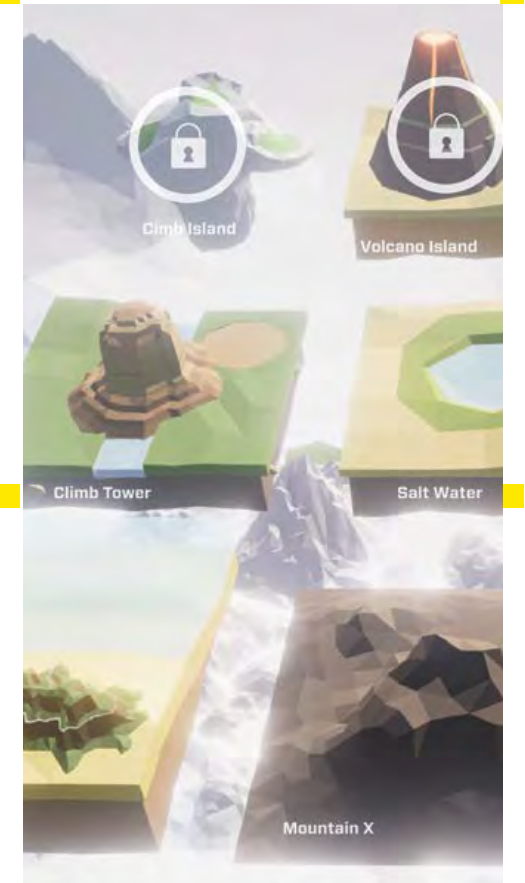 Cimb Island
Volcano Island
Climb Tower
Salt Water
Mountain X